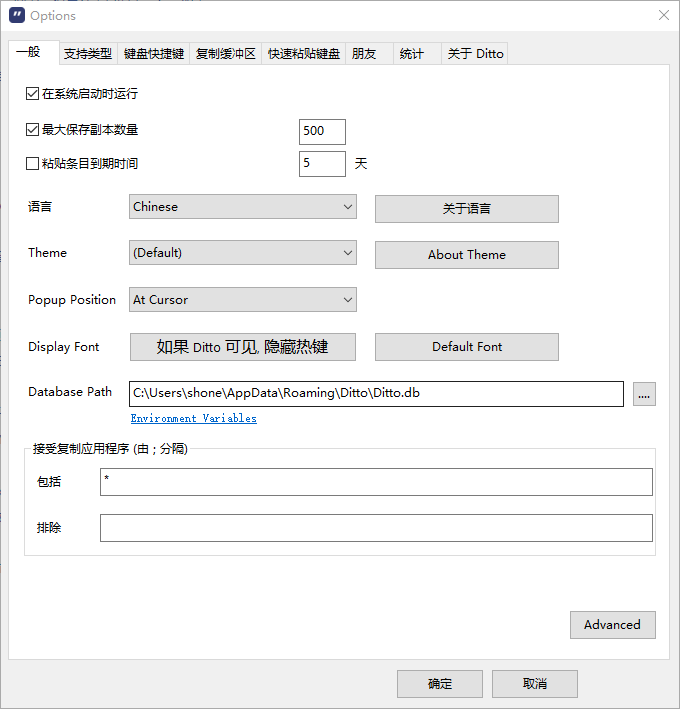 Options
一般 支持类型 键盘快捷键 复制缓冲区 快速粘贴键盘 朋友 统计 关于 Ditto
在系统启动时运行
最大保存副本数量 500
粘贴条目到期时间 5 天
语言 Chinese 关于语言
Theme (Default) About Theme
Popup Position At Cursor
Display Font 如果 Ditto 可见, 隐藏热键 Default Font
Database Path C:\Users\shone\AppData\Roaming\Ditto\Ditto.db ....
Environment Variables
接受复制应用程序 (由 ; 分隔)
包括 *
排除
Advanced
确定 取消